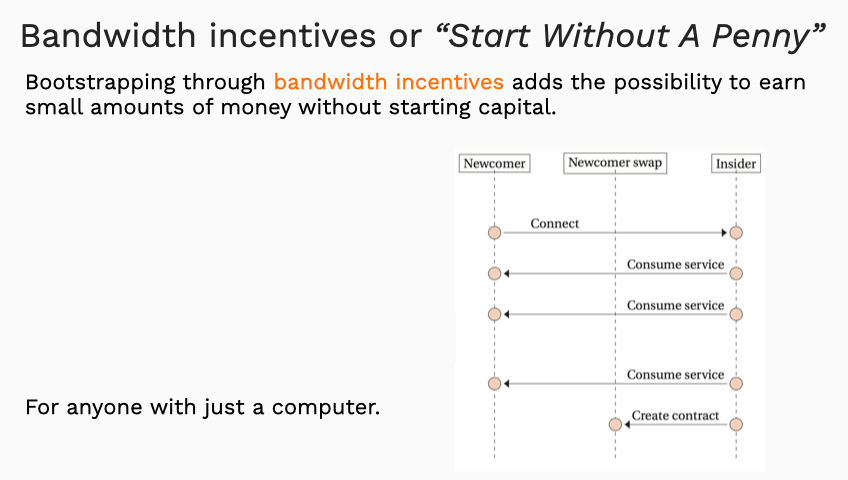 Bandwidth incentives or “Start Without A Penny”
Bootstrapping through bandwidth incentives adds the possibility to earn
small amounts of money without starting capital.
Newcomer
Newcomer swap
Insider
Connect
Consume service
Consume service
Consume service
Create contract
For anyone with just a computer.